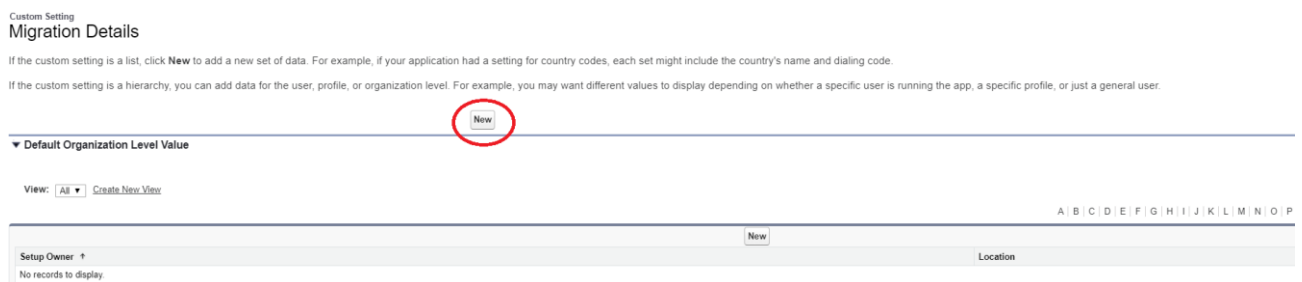 Custom Setting
Migration Details
If the custom setting is a list, click New to add a new set of data. For example, if your application had a setting for country codes, each set might include the country's name and dialing code.
If the custom setting is a hierarchy, you can add data for the user, profile, or organization level. For example, you may want different values to display depending on whether a specific user is running the app, a specific profile, or just a general user.
New
▼ Default Organization Level Value
View: All ▼ Create New View
A | B | C | D | E | F | G | H | I | J | K | L | M | N | O | P
New
Setup Owner ↑ Location
No records to display.